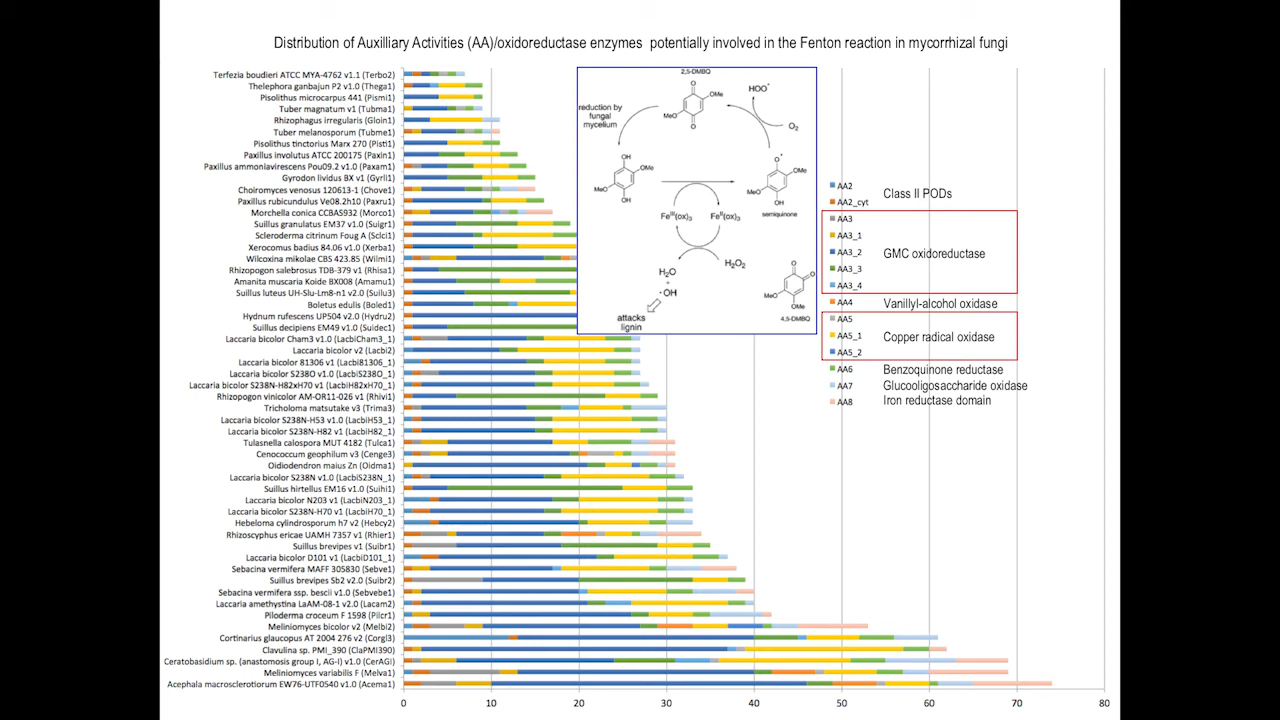 Distribution of Auxilliary Activities (AA)/oxidoreductase enzymes potentially involved in the Fenton reaction in mycorrhizal fungi
Terfezia boudieri ATCC MYA-4762 v1.1 (Terbo2)
Thelephora ganbajun P2 v1.0 (Thega1)
Pisolithus microcarpus 441 (Pismi1)
Tuber magnatum v1 (Tubma1)
Rhizophagus irregularis (Gloin1)
Tuber melanosporum (Tubme1)
Pisolithus tinctorius Marx 270 (Pisti1)
Paxillus involutus ATCC 200175 (Paxin1)
Paxillus ammoniavirescens Pou09.2 v1.0 (Paxam1)
Gyrodon lividus BX v1 (Gyrli1)
Choiromyces venosus 120613-1 (Chove1)
Paxillus rubicundulus Ve08.2h10 (Paxru1)
Morchella conica CCBAS932 (Morco1)
Suillus granulatus EM37 v1.0 (Suigr1)
Scleroderma citrinum Foug A (Sclci1)
Xerocomus badius 84.06 v1.0 (Xerba1)
Wilcoxina mikolae CBS 423.85 (Wilmi1)
Rhizopogon salebrosus TDB-379 v1 (Rhisa1)
Amanita muscaria Koide BX008 (Amamu1)
Suillus luteus UH-Slu-Lm8-n1 v2.0 (Suilu3)
Boletus edulis (Boled1)
Hydnum rufescens UP504 v2.0 (Hydru2)
Suillus decipiens EM49 v1.0 (Suidec1)
Laccaria bicolor Cham3 v1.0 (LacbiCham3_1)
Laccaria bicolor v2 (Lacbi2)
Laccaria bicolor 81306 v1 (LacbiB1306_1)
Laccaria bicolor S238O v1.0 (LacbiS238O_1)
Laccaria bicolor S238N-H82xH70 v1 (LacbiH82xH70_1)
Rhizopogon vinicolor AM-OR11-026 v1 (Rhivi1)
Tricholoma matsutake v3 (Trima3)
Laccaria bicolor S238N-H53 v1.0 (LacbiH53_1)
Laccaria bicolor S238N-H82 v1 (LacbiH82_1)
Tulasnella calospora MUT 4182 (Tulca1)
Cenococcum geophilum v3 (Cenge3)
Oidiodendron maius Zn (Oidma1)
Laccaria bicolor S238N v1.0 (LacbiS238N_1)
Suillus hirtellus EM16 v1.0 (Suihi1)
Laccaria bicolor N203 v1 (LacbiN203_1)
Laccaria bicolor S238N-H70 v1 (LacbiH70_1)
Hebeloma cylindrosporum h7 v2 (Hebcy2)
Rhizoscyphus ericae UAMH 7357 v1 (Rhier1)
Suillus brevipes v1 (Suibr1)
Laccaria bicolor D101 v1 (LacbiD101_1)
Sebacina vermifera MAFF 305830 (Sebve1)
Suillus brevipes Sb2 v2.0 (Suibr2)
Sebacina vermifera ssp. bescii v1.0 (Sebvebe1)
Laccaria amethystina LaAM-08-1 v2.0 (Lacam2)
Piloderma croceum F 1598 (Pilcr1)
Meliniomyces bicolor v2 (Melbi2)
Cortinarius glaucopus AT 2004 276 v2 (Corgl3)
Clavulina sp. PMI_390 (ClaPMI390)
Ceratobasidium sp. (anastomosis group I, AG-I) v1.0 (CerAGI)
Meliniomyces variabilis F (Melva1)
Acephala macrosclerotiorum EW76-UTF0540 v1.0 (Acema1)
0 10 20 30 40 50 60 70 80
2,5-DMBQ
O
OMe
MeO
O
HOO•
O₂
reduction by
fungal
mycelium
OH
OMe
MeO
OH
O•
OMe
MeO
OH
semiquinone
Feᴵᴵᴵ(ox)₃
Feᴵᴵ(ox)₃
H₂O₂
H₂O
+
•OH
attacks
lignin
O
O
MeO
OMe
4,5-DMBQ
AA2
AA2_cyt
Class II PODs
AA3
AA3_1
AA3_2
AA3_3
AA3_4
GMC oxidoreductase
AA4
Vanillyl-alcohol oxidase
AA5
AA5_1
AA5_2
Copper radical oxidase
AA6
Benzoquinone reductase
AA7
Glucooligosaccharide oxidase
AA8
Iron reductase domain